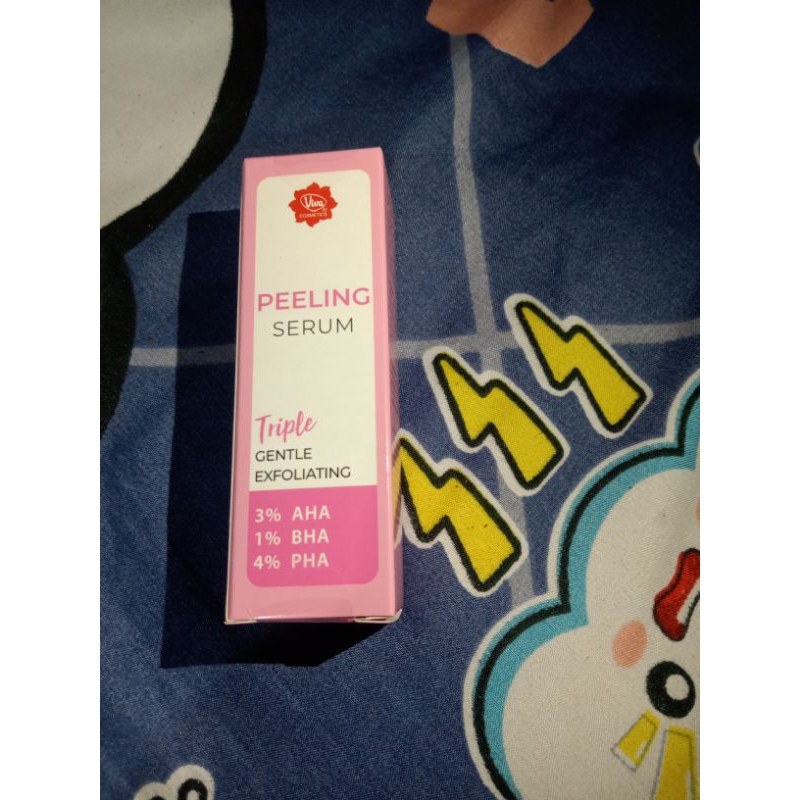 Viva
COSMETICS
PEELING
SERUM
Triple
GENTLE
EXFOLIATING
3% AHA
1% BHA
4% PHA